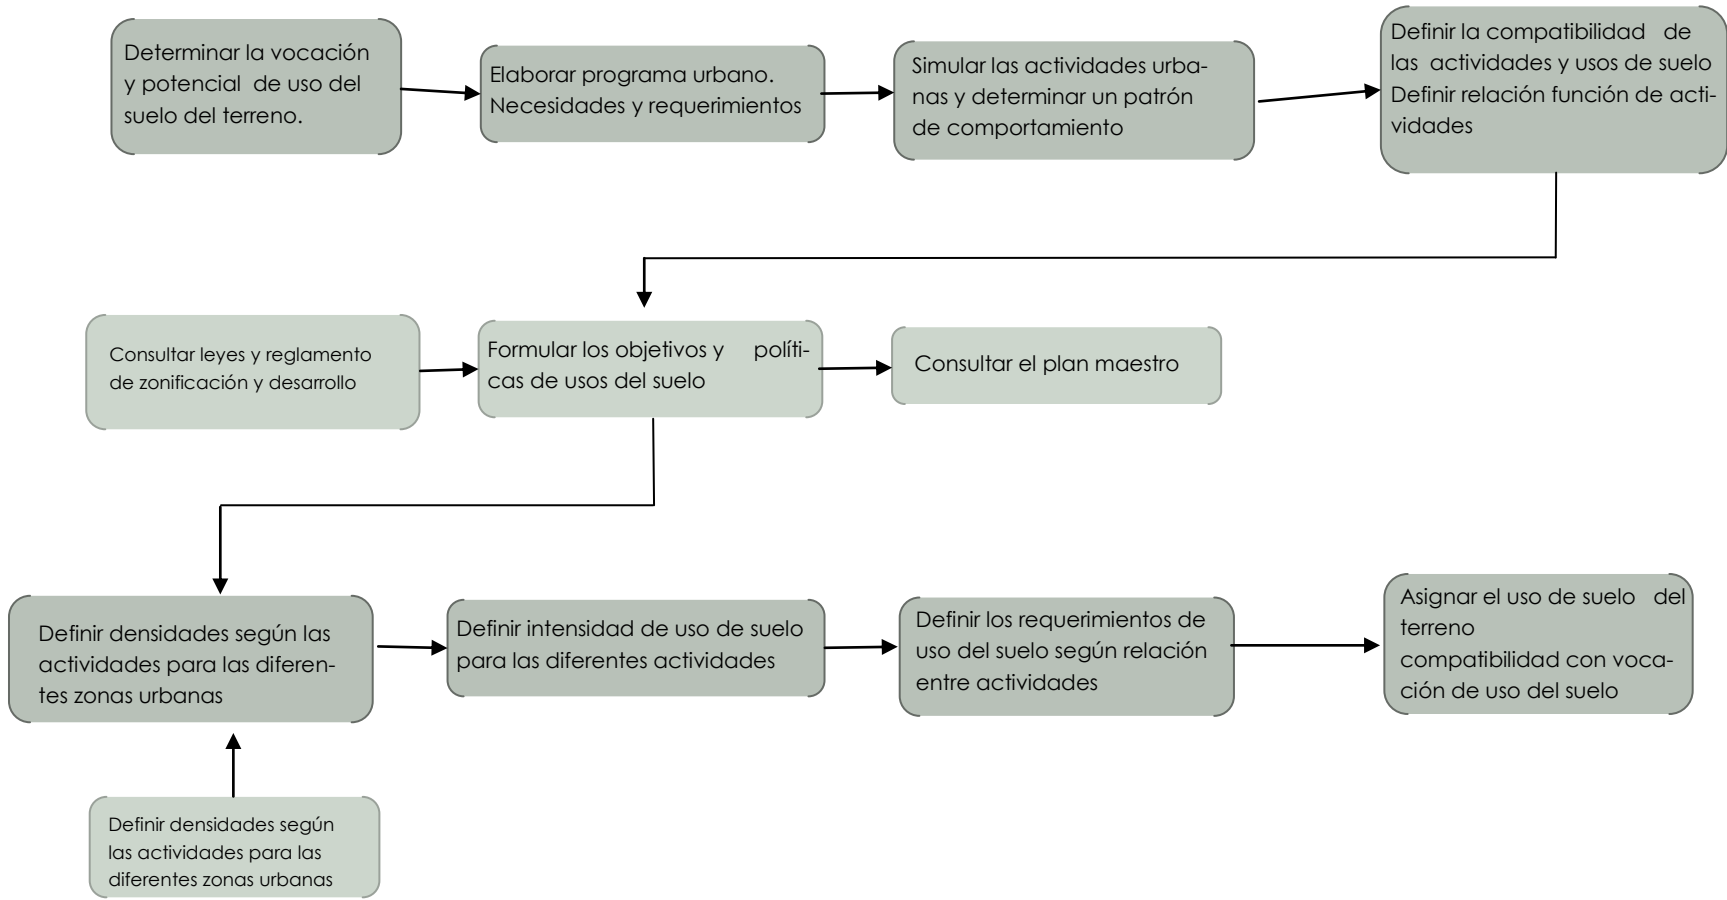 Determinar la vocación
y potencial de uso del
suelo del terreno.
Elaborar programa urbano.
Necesidades y requerimientos
Simular las actividades urba-
nas y determinar un patrón
de comportamiento
Definir la compatibilidad de
las actividades y usos de suelo
Definir relación función de acti-
vidades
Consultar leyes y reglamento
de zonificación y desarrollo
Formular los objetivos y políti-
cas de usos del suelo
Consultar el plan maestro
Definir densidades según las
actividades para las diferen-
tes zonas urbanas
Definir intensidad de uso de suelo
para las diferentes actividades
Definir los requerimientos de
uso del suelo según relación
entre actividades
Asignar el uso de suelo del
terreno
compatibilidad con voca-
ción de uso del suelo
Definir densidades según
las actividades para las
diferentes zonas urbanas